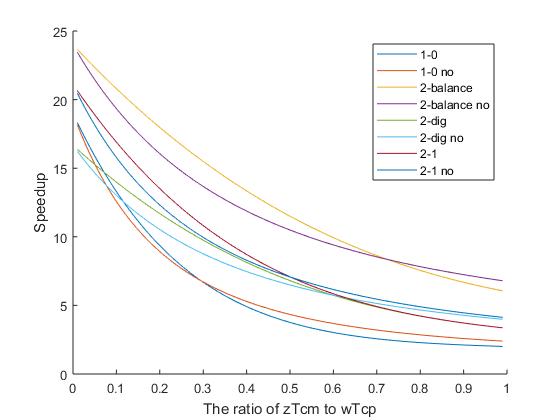 25
20
15
10
5
0
Speedup
0 0.1 0.2 0.3 0.4 0.5 0.6 0.7 0.8 0.9 1
The ratio of zTcm to wTcp
1-0
1-0 no
2-balance
2-balance no
2-dig
2-dig no
2-1
2-1 no